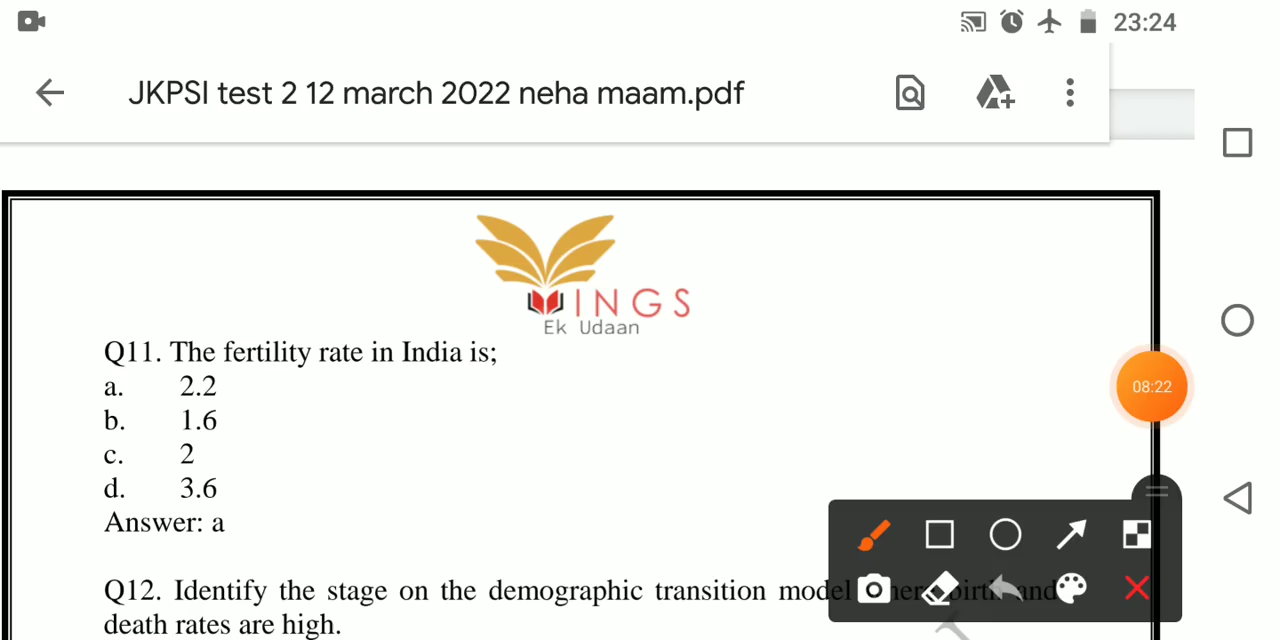 23:24
JKPSI test 2 12 march 2022 neha maam.pdf
INGS
Ek Udaan
Q11. The fertility rate in India is;
a. 2.2
b. 1.6
c. 2
d. 3.6
Answer: a
08:22
Q12. Identify the stage on the demographic transition model birth and
death rates are high.